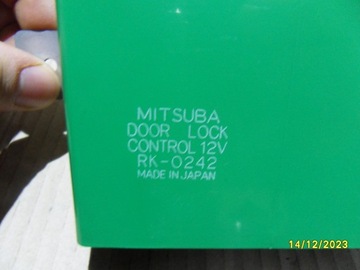 MITSUBA
DOOR LOCK
CONTROL 12V
RK-0242
MADE IN JAPAN
14/12/2023